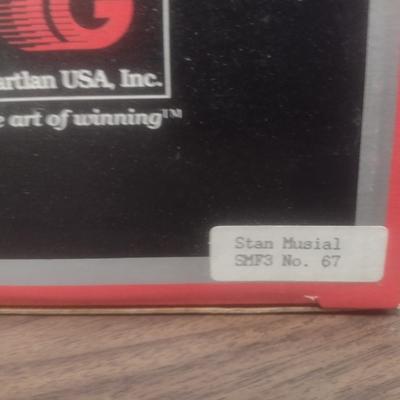 G
artlan USA, Inc.
e art of winning™
Stan Musial
SMF3 No. 67